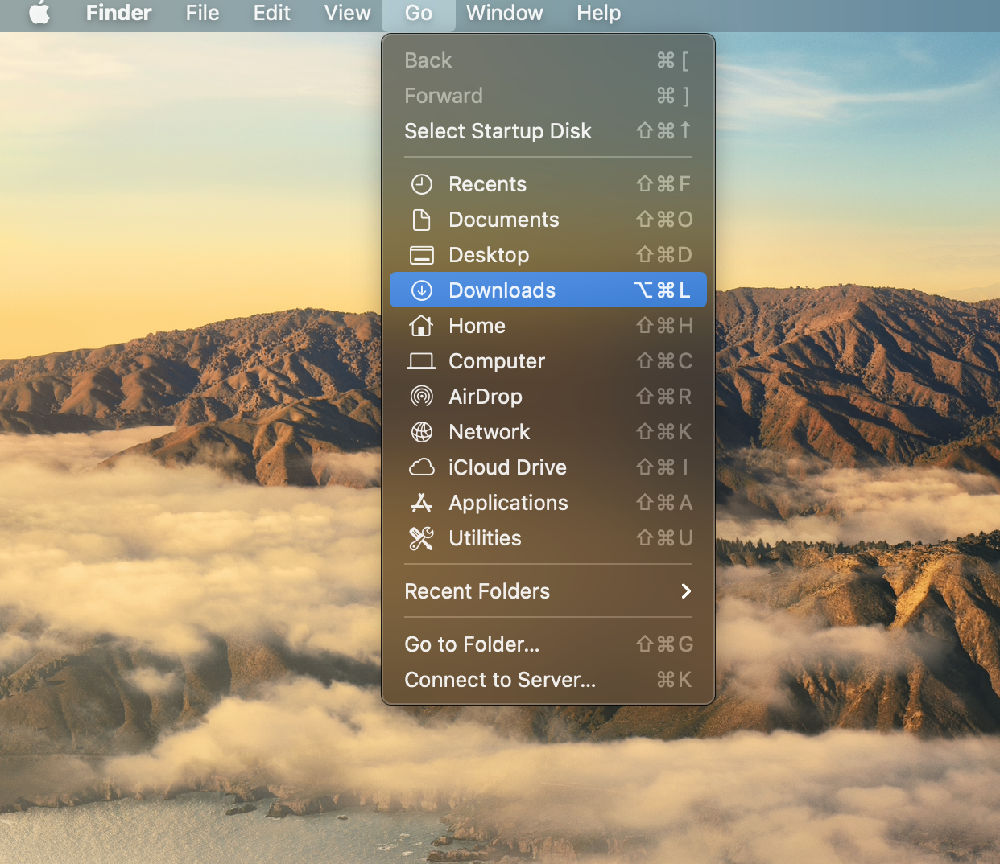 Finder File Edit View Go Window Help
Back ⌘ [
Forward ⌘ ]
Select Startup Disk ⇧⌘↑
Recents ⇧⌘F
Documents ⇧⌘O
Desktop ⇧⌘D
Downloads ⌥⌘L
Home ⇧⌘H
Computer ⇧⌘C
AirDrop ⇧⌘R
Network ⇧⌘K
iCloud Drive ⇧⌘I
Applications ⇧⌘A
Utilities ⇧⌘U
Recent Folders
Go to Folder... ⇧⌘G
Connect to Server... ⌘K